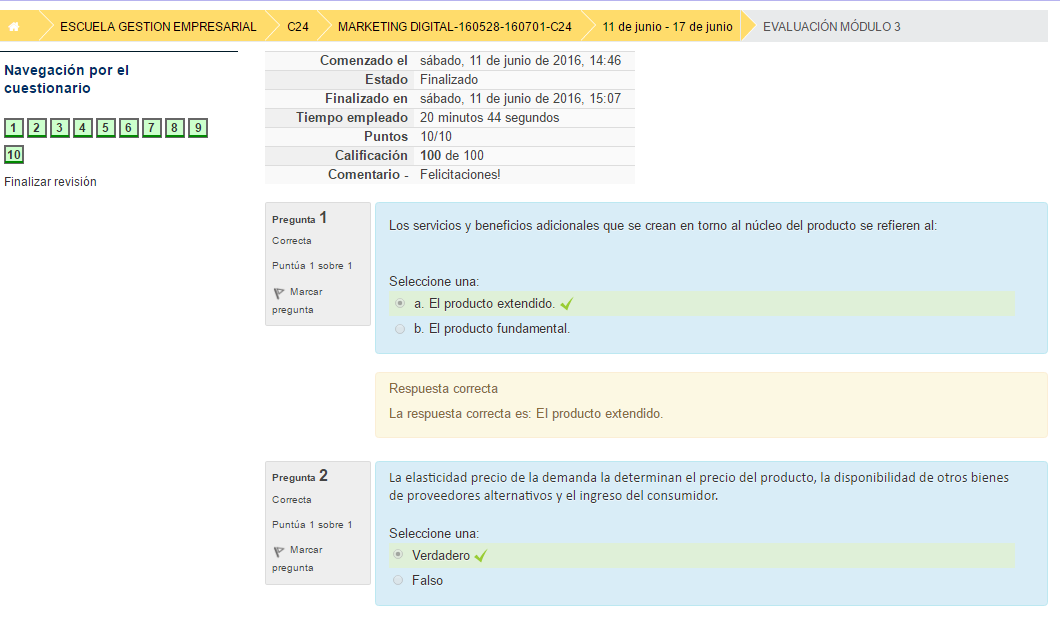 ESCUELA GESTION EMPRESARIAL C24 MARKETING DIGITAL-160528-160701-C24 11 de junio - 17 de junio EVALUACIÓN MÓDULO 3
Navegación por el
cuestionario
1 2 3 4 5 6 7 8 9
10
Finalizar revisión
Comenzado el sábado, 11 de junio de 2016, 14:46
Estado Finalizado
Finalizado en sábado, 11 de junio de 2016, 15:07
Tiempo empleado 20 minutos 44 segundos
Puntos 10/10
Calificación 100 de 100
Comentario - Felicitaciones!
Pregunta 1
Correcta
Puntúa 1 sobre 1
Marcar
pregunta
Los servicios y beneficios adicionales que se crean en torno al núcleo del producto se refieren al:
Seleccione una:
a. El producto extendido.
b. El producto fundamental.
Respuesta correcta
La respuesta correcta es: El producto extendido.
Pregunta 2
Correcta
Puntúa 1 sobre 1
Marcar
pregunta
La elasticidad precio de la demanda la determinan el precio del producto, la disponibilidad de otros bienes
de proveedores alternativos y el ingreso del consumidor.
Seleccione una:
Verdadero
Falso